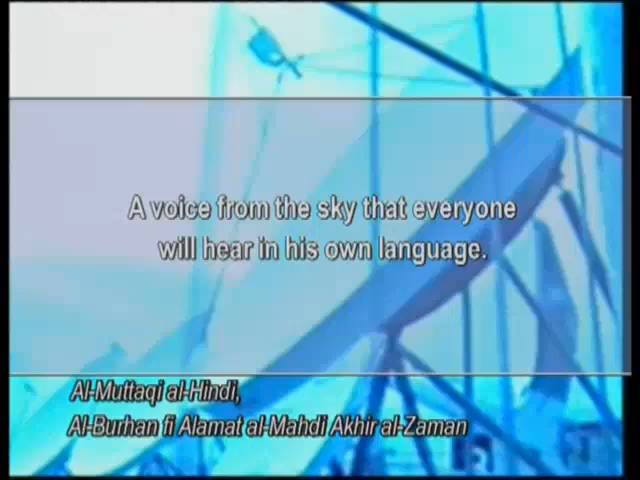 A voice from the sky that everyone
will hear in his own language.
Al-Muttaqi al-Hindi,
Al-Burhan fi Alamat al-Mahdi Akhir al-Zaman